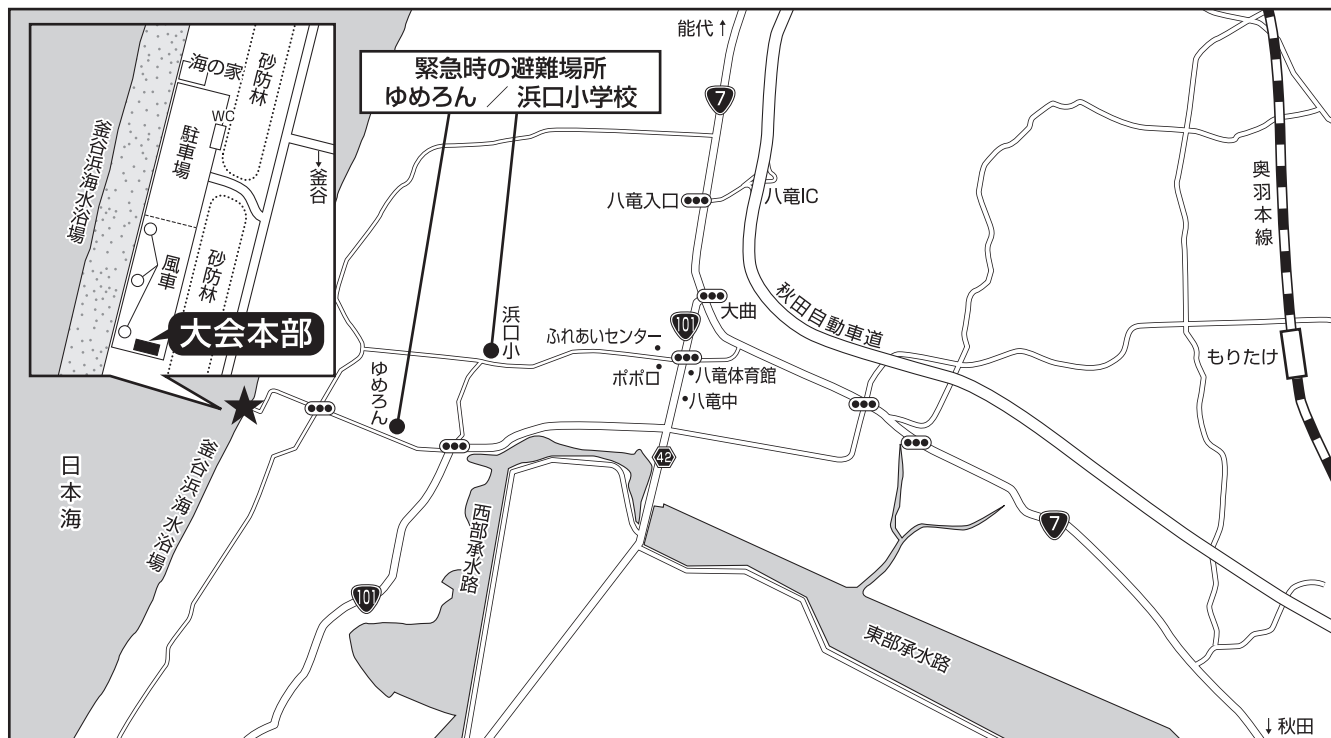 海の家
砂防林
WC
駐車場
釜谷浜海水浴場
↓釜谷
風車
砂防林
大会本部
緊急時の避難場所
ゆめろん ／ 浜口小学校
能代↑
7
八竜入口
八竜IC
奥羽本線
大曲
秋田自動車道
101
浜口小
ふれあいセンター
ポポロ
八竜体育館
八竜中
もりたけ
ゆめろん
42
日本海
釜谷浜海水浴場
西部承水路
101
7
東部承水路
↓秋田